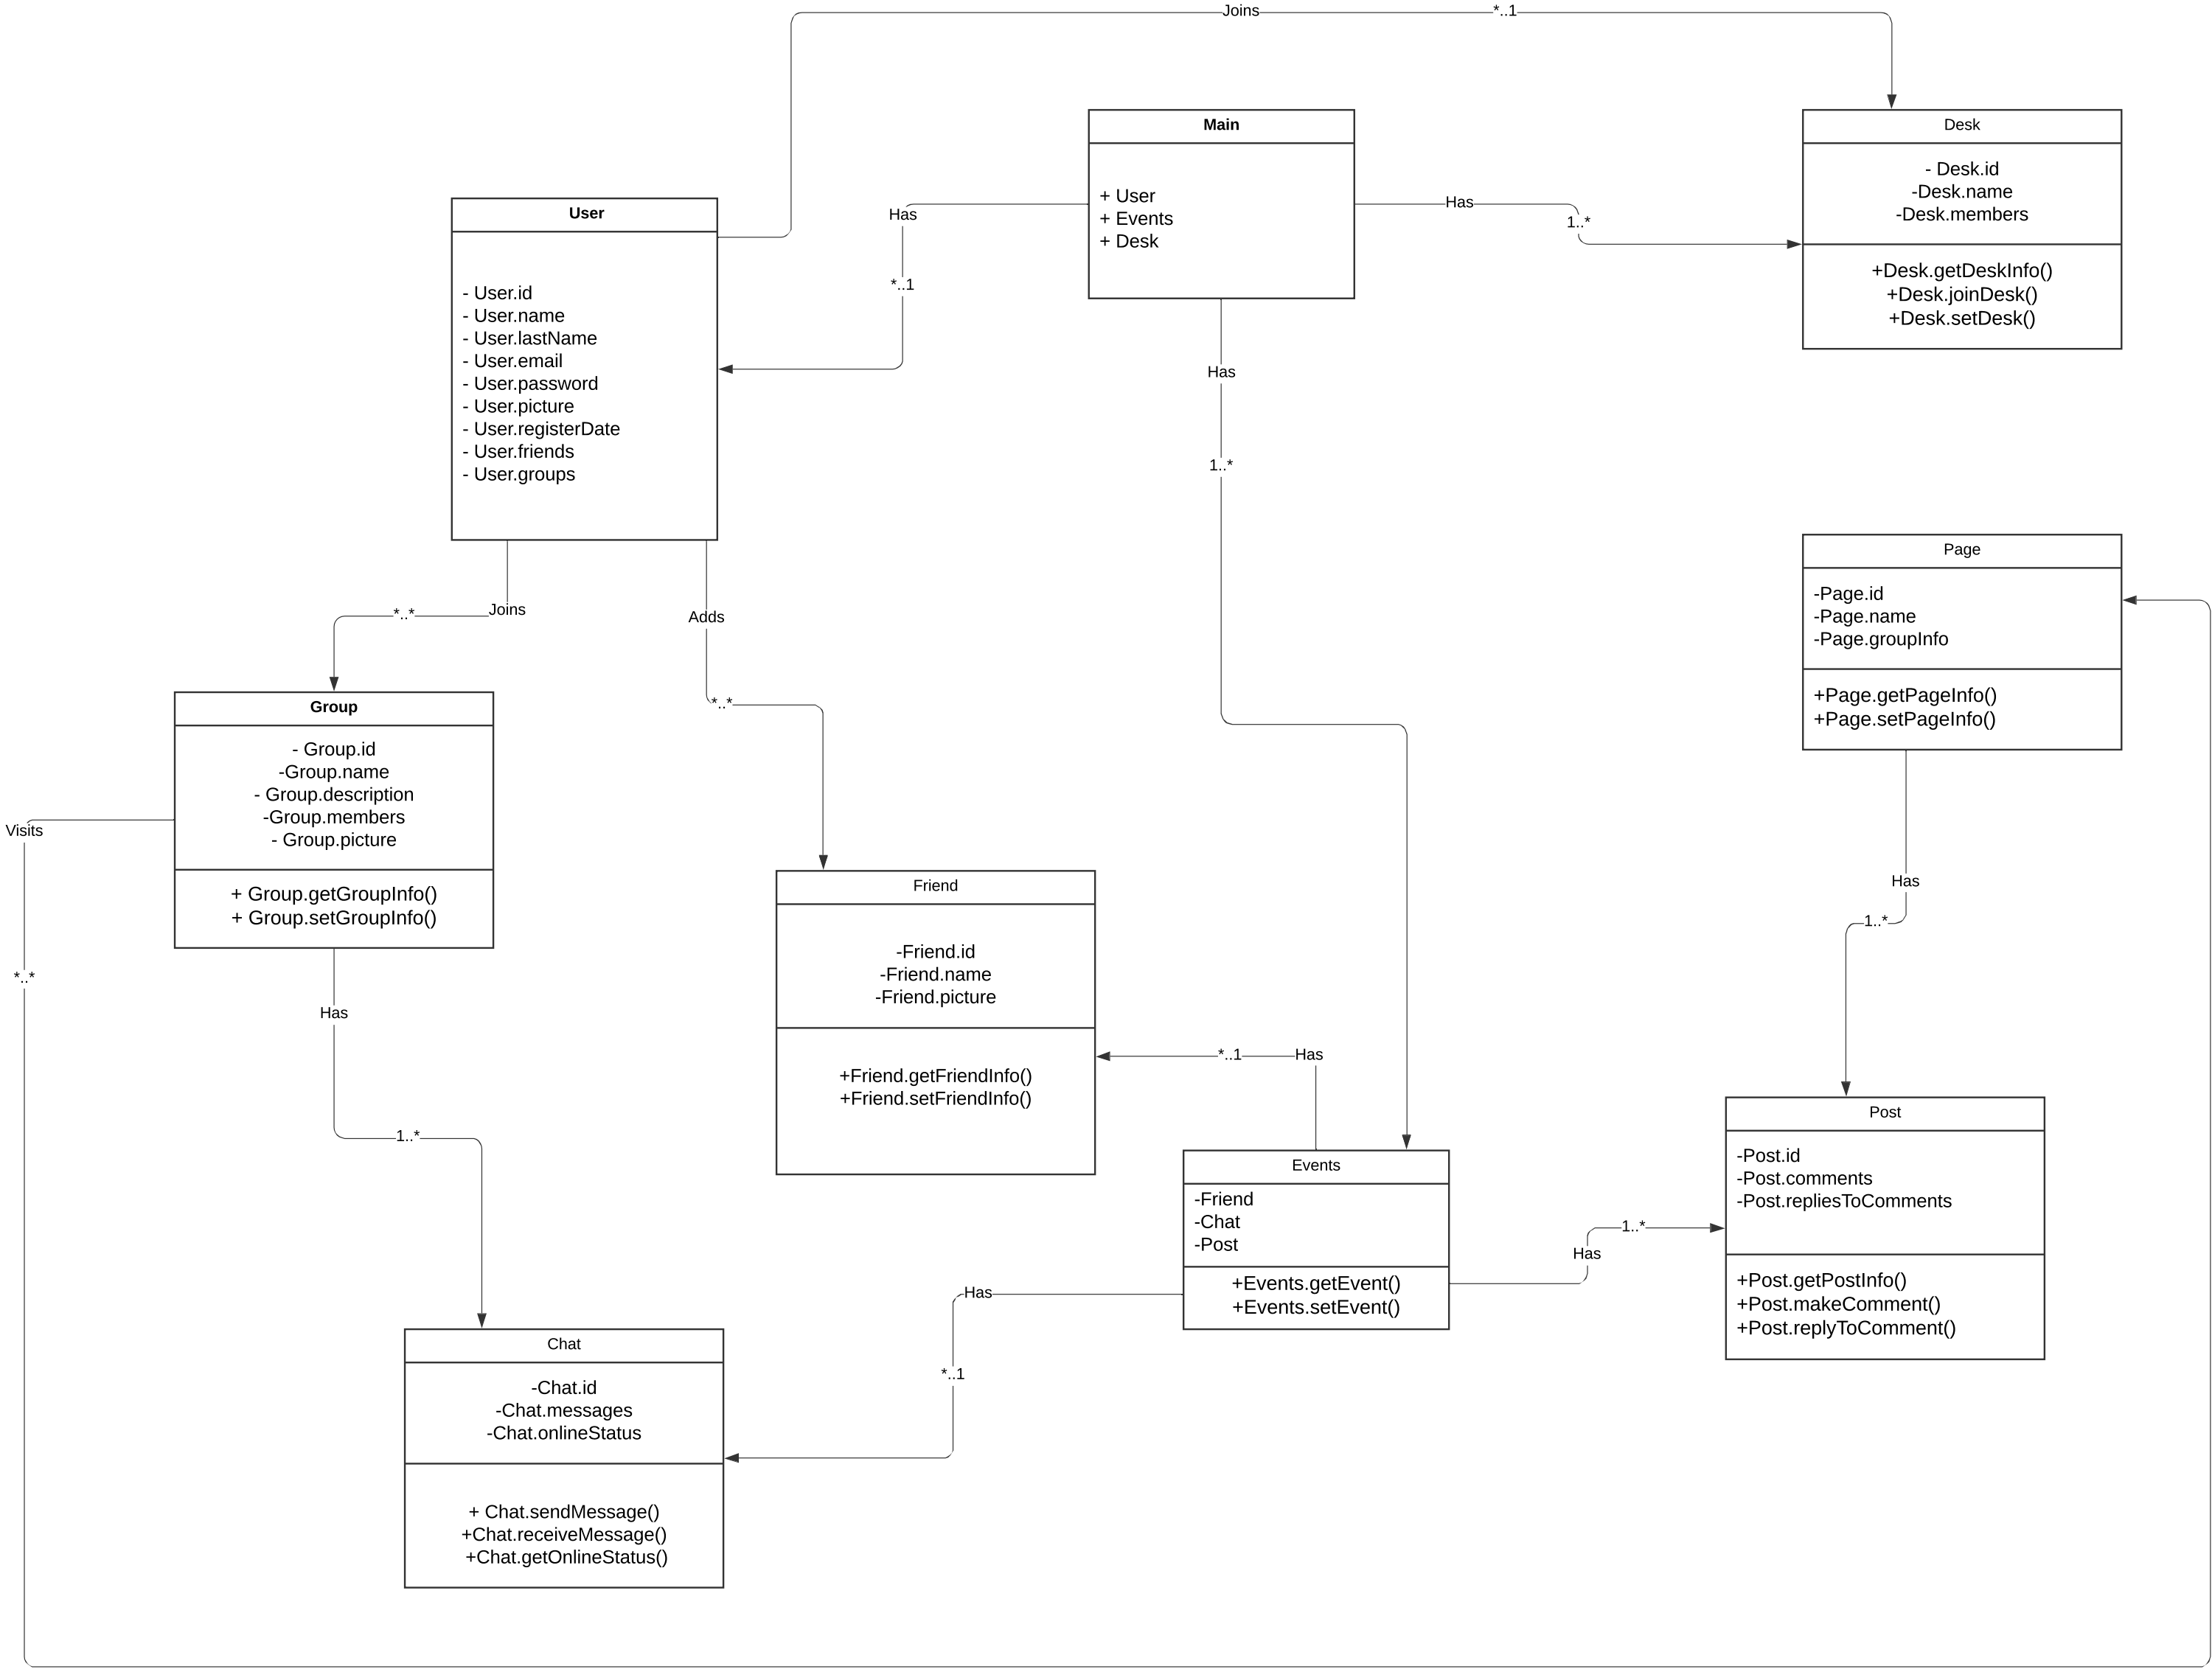 Joins
*..1
Main
+ User
+ Events
+ Desk
Desk
- Desk.id
-Desk.name
-Desk.members
+Desk.getDeskInfo()
+Desk.joinDesk()
+Desk.setDesk()
Has
1..*
Has
*..1
User
- User.id
- User.name
- User.lastName
- User.email
- User.password
- User.picture
- User.registerDate
- User.friends
- User.groups
Has
1..*
Page
-Page.id
-Page.name
-Page.groupInfo
+Page.getPageInfo()
+Page.setPageInfo()
Joins
*..*
Adds
*..*
Group
- Group.id
-Group.name
- Group.description
-Group.members
- Group.picture
+ Group.getGroupInfo()
+ Group.setGroupInfo()
Visits
*..*
Friend
-Friend.id
-Friend.name
-Friend.picture
+Friend.getFriendInfo()
+Friend.setFriendInfo()
Has
1..*
Has
1..*
*..1
Has
Events
-Friend
-Chat
-Post
+Events.getEvent()
+Events.setEvent()
Post
-Post.id
-Post.comments
-Post.repliesToComments
+Post.getPostInfo()
+Post.makeComment()
+Post.replyToComment()
1..*
Has
Has
*..1
Chat
-Chat.id
-Chat.messages
-Chat.onlineStatus
+ Chat.sendMessage()
+Chat.receiveMessage()
+Chat.getOnlineStatus()